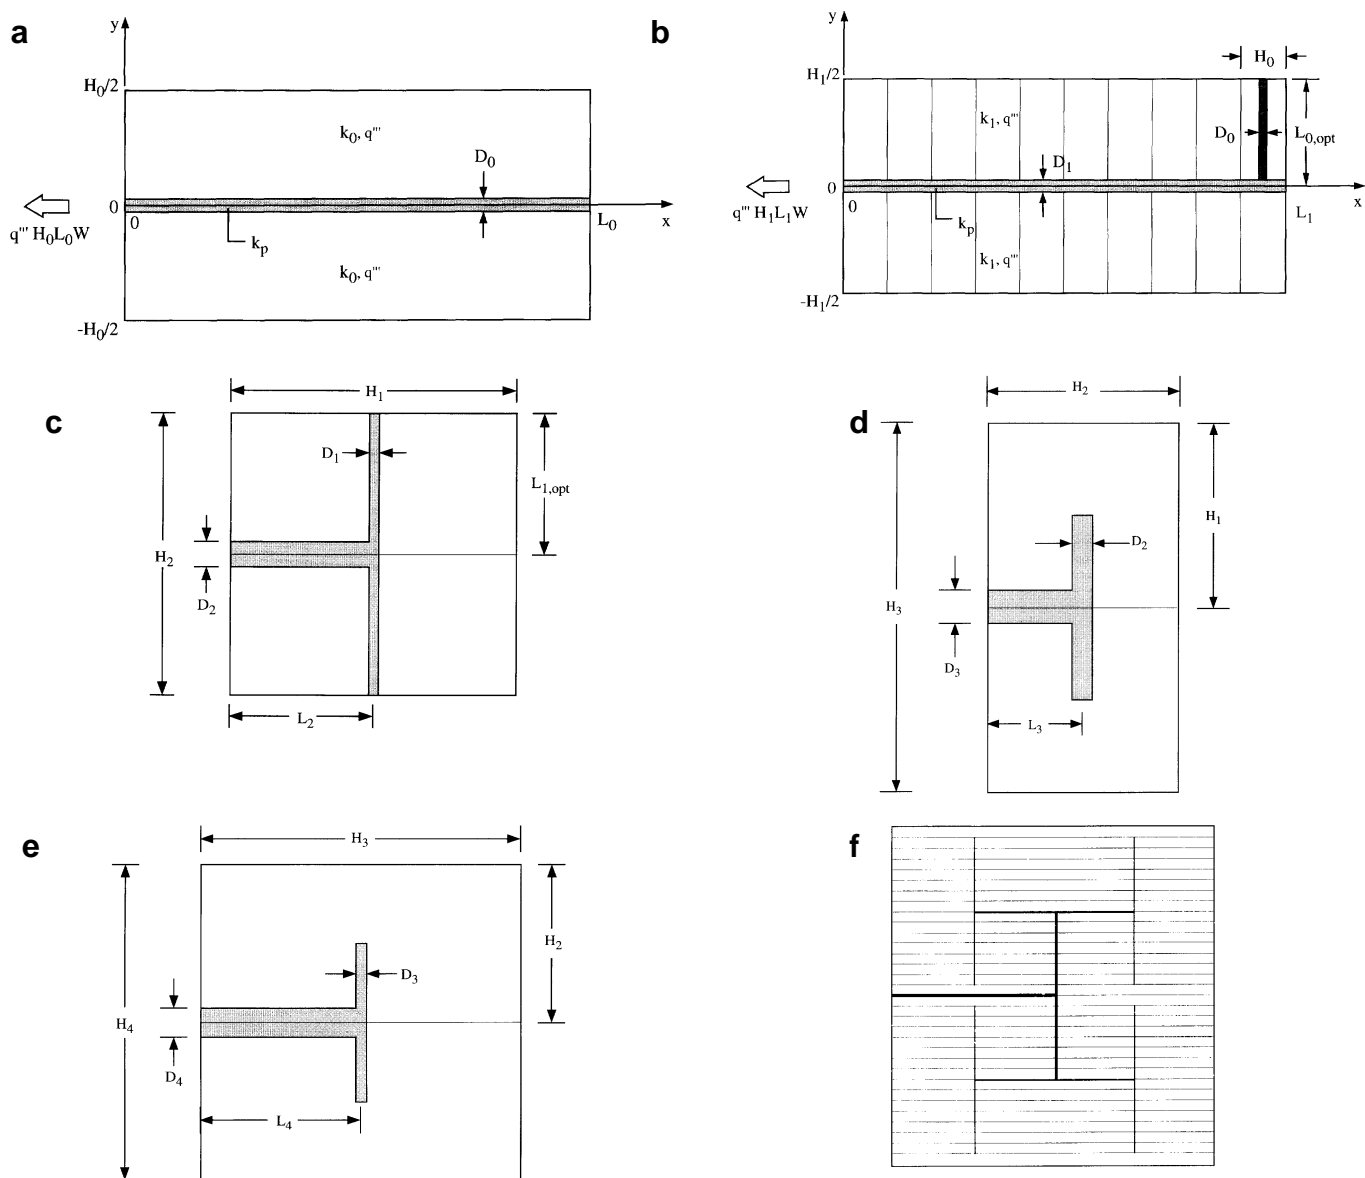 a
y
H0/2
k0, q'''
D0
0
0
L0
x
q''' H0L0W
kp
k0, q'''
-H0/2
b
y
H0
H1/2
k1, q'''
D0
L0,opt
D1
0
0
L1
x
q''' H1L1W
kp
k1, q'''
-H1/2
c
H1
D1
L1,opt
H2
D2
L2
d
H2
H1
D2
H3
D3
L3
e
H3
H2
D3
H4
D4
L4
f